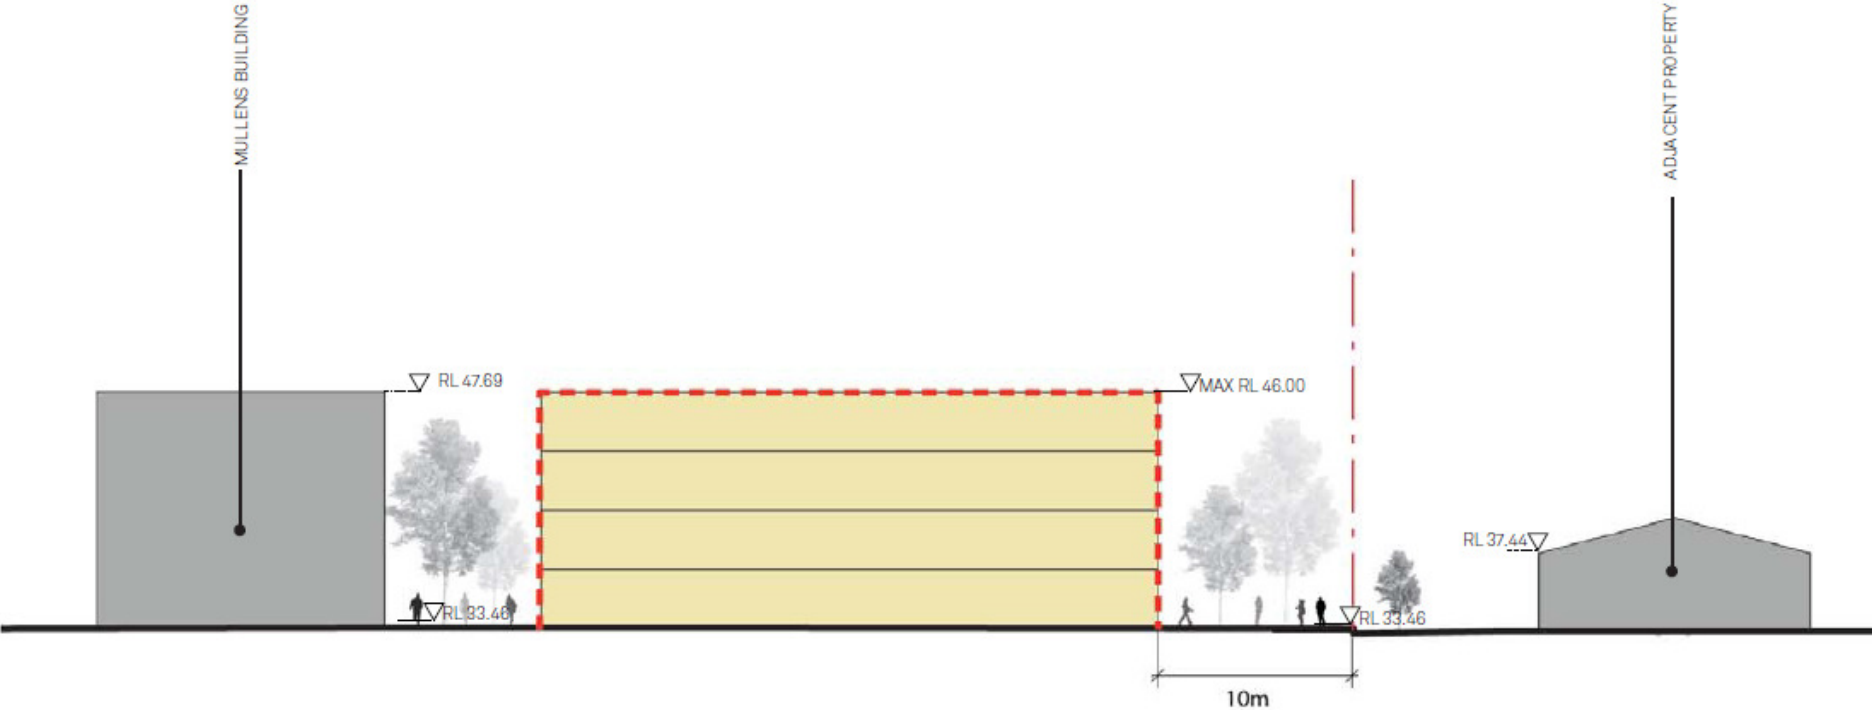 MULLENS BUILDING
ADJACENT PROPERTY
RL 47.69
MAX RL 46.00
RL 37.44
RL 33.46
RL 33.46
10m